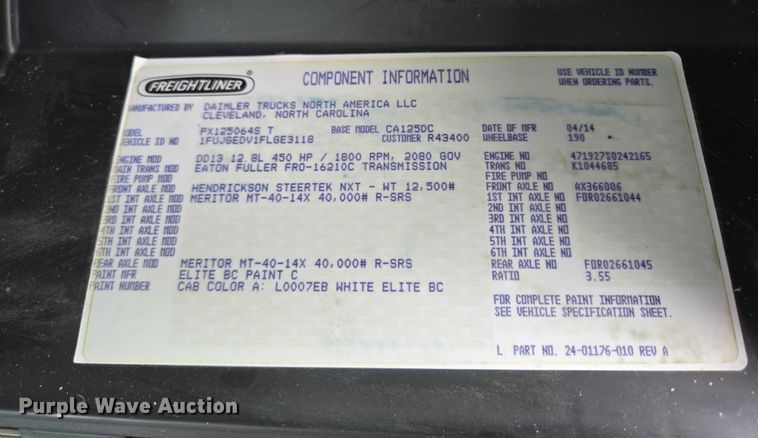 FREIGHTLINER
COMPONENT INFORMATION
USE VEHICLE ID NUMBER
WHEN ORDERING PARTS.
MANUFACTURED BY DAIMLER TRUCKS NORTH AMERICA LLC
CLEVELAND, NORTH CAROLINA
MODEL PX125064S T BASE MODEL CA125DC DATE OF MFR 04/14
VEHICLE ID NO 1FUJGEDV1FLGE3118 CUSTOMER R43400 WHEELBASE 190
ENGINE MOD DD13 12.8L 450 HP / 1800 RPM, 2080 GOV ENGINE NO 471927S0242165
MAIN TRANS MOD EATON FULLER FRO-16210C TRANSMISSION TRANS NO K1044685
FIRE PUMP MOD FIRE PUMP NO
FRONT AXLE MOD HENDRICKSON STEERTEK NXT - WT 12,500# FRONT AXLE NO AX366006
1ST INT AXLE MOD MERITOR MT-40-14X 40,000# R-SRS 1ST INT AXLE NO FOR02661044
2ND INT AXLE MOD 2ND INT AXLE NO
3RD INT AXLE MOD 3RD INT AXLE NO
4TH INT AXLE MOD 4TH INT AXLE NO
5TH INT AXLE MOD 5TH INT AXLE NO
6TH INT AXLE MOD 6TH INT AXLE NO
REAR AXLE MOD MERITOR MT-40-14X 40,000# R-SRS REAR AXLE NO FOR02661045
PAINT MFR ELITE BC PAINT C RATIO 3.55
PAINT NUMBER CAB COLOR A: L0007EB WHITE ELITE BC
FOR COMPLETE PAINT INFORMATION
SEE VEHICLE SPECIFICATION SHEET.
L PART NO. 24-01176-010 REV A
Purple Wave Auction